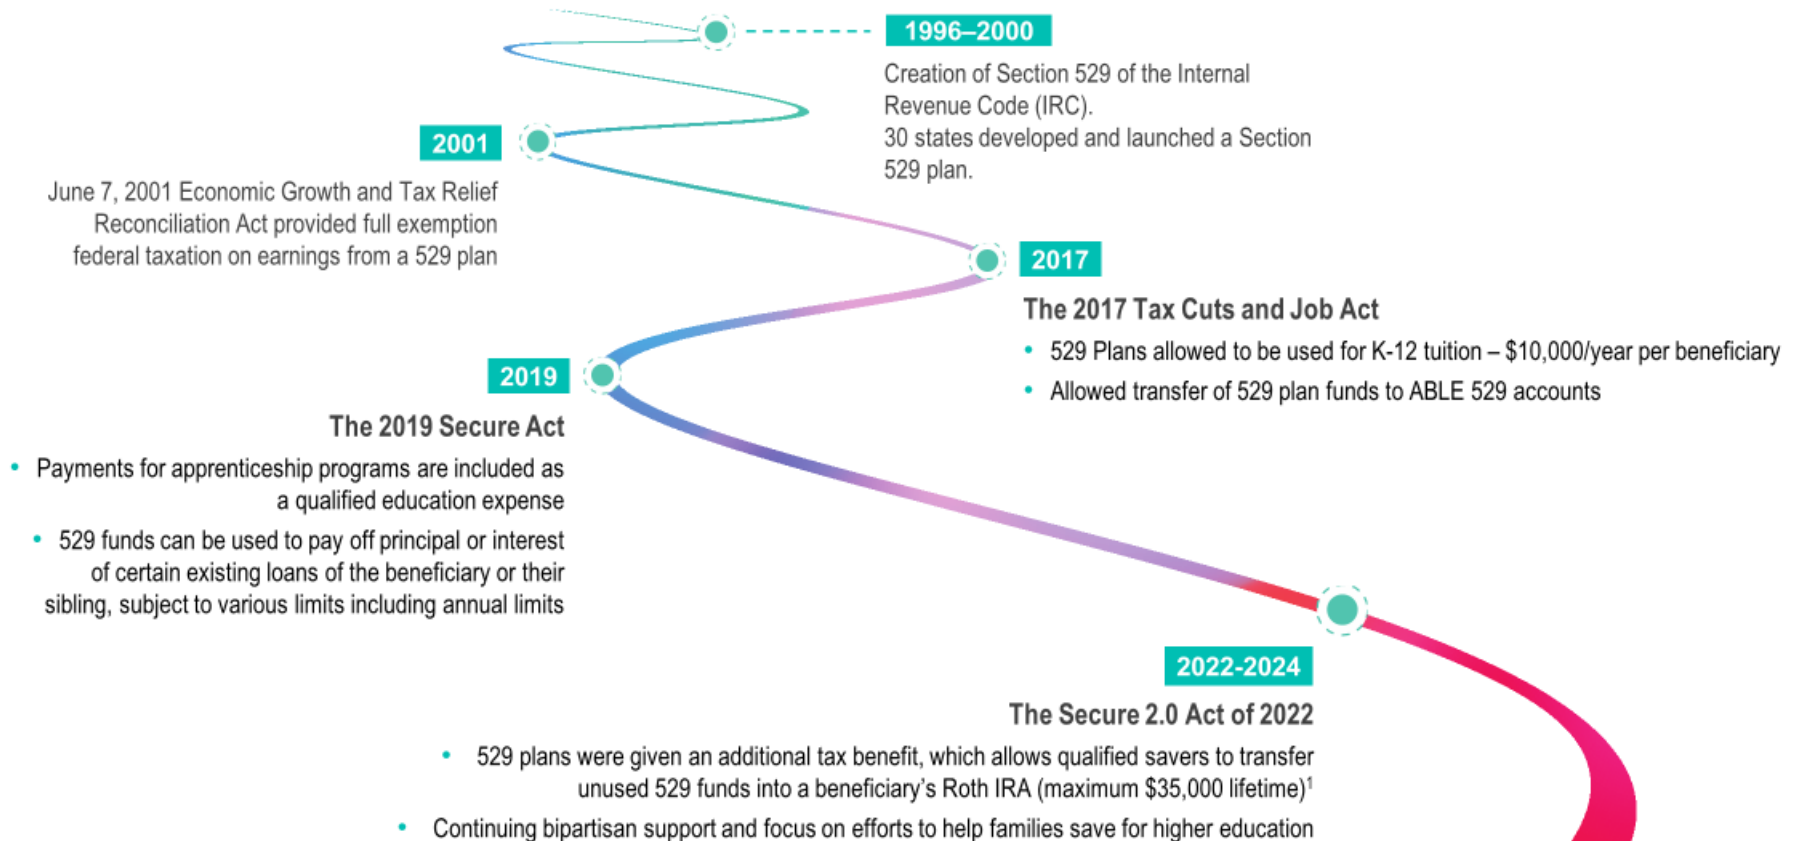 1996–2000
Creation of Section 529 of the Internal
Revenue Code (IRC).
30 states developed and launched a Section
529 plan.
2001
June 7, 2001 Economic Growth and Tax Relief
Reconciliation Act provided full exemption
federal taxation on earnings from a 529 plan
2017
The 2017 Tax Cuts and Job Act
• 529 Plans allowed to be used for K-12 tuition – $10,000/year per beneficiary
• Allowed transfer of 529 plan funds to ABLE 529 accounts
2019
The 2019 Secure Act
• Payments for apprenticeship programs are included as
a qualified education expense
• 529 funds can be used to pay off principal or interest
of certain existing loans of the beneficiary or their
sibling, subject to various limits including annual limits
2022-2024
The Secure 2.0 Act of 2022
• 529 plans were given an additional tax benefit, which allows qualified savers to transfer
unused 529 funds into a beneficiary’s Roth IRA (maximum $35,000 lifetime)¹
• Continuing bipartisan support and focus on efforts to help families save for higher education